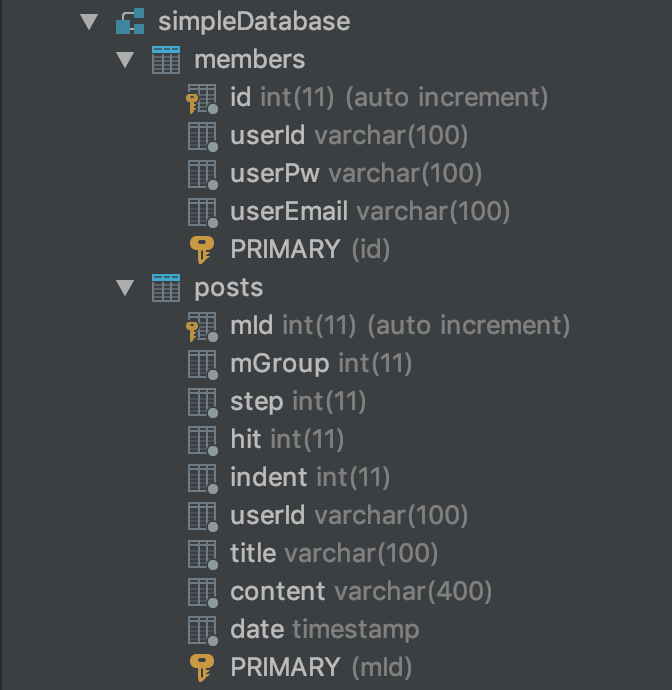 simpleDatabase
members
id int(11) (auto increment)
userId varchar(100)
userPw varchar(100)
userEmail varchar(100)
PRIMARY (id)
posts
mId int(11) (auto increment)
mGroup int(11)
step int(11)
hit int(11)
indent int(11)
userId varchar(100)
title varchar(100)
content varchar(400)
date timestamp
PRIMARY (mId)